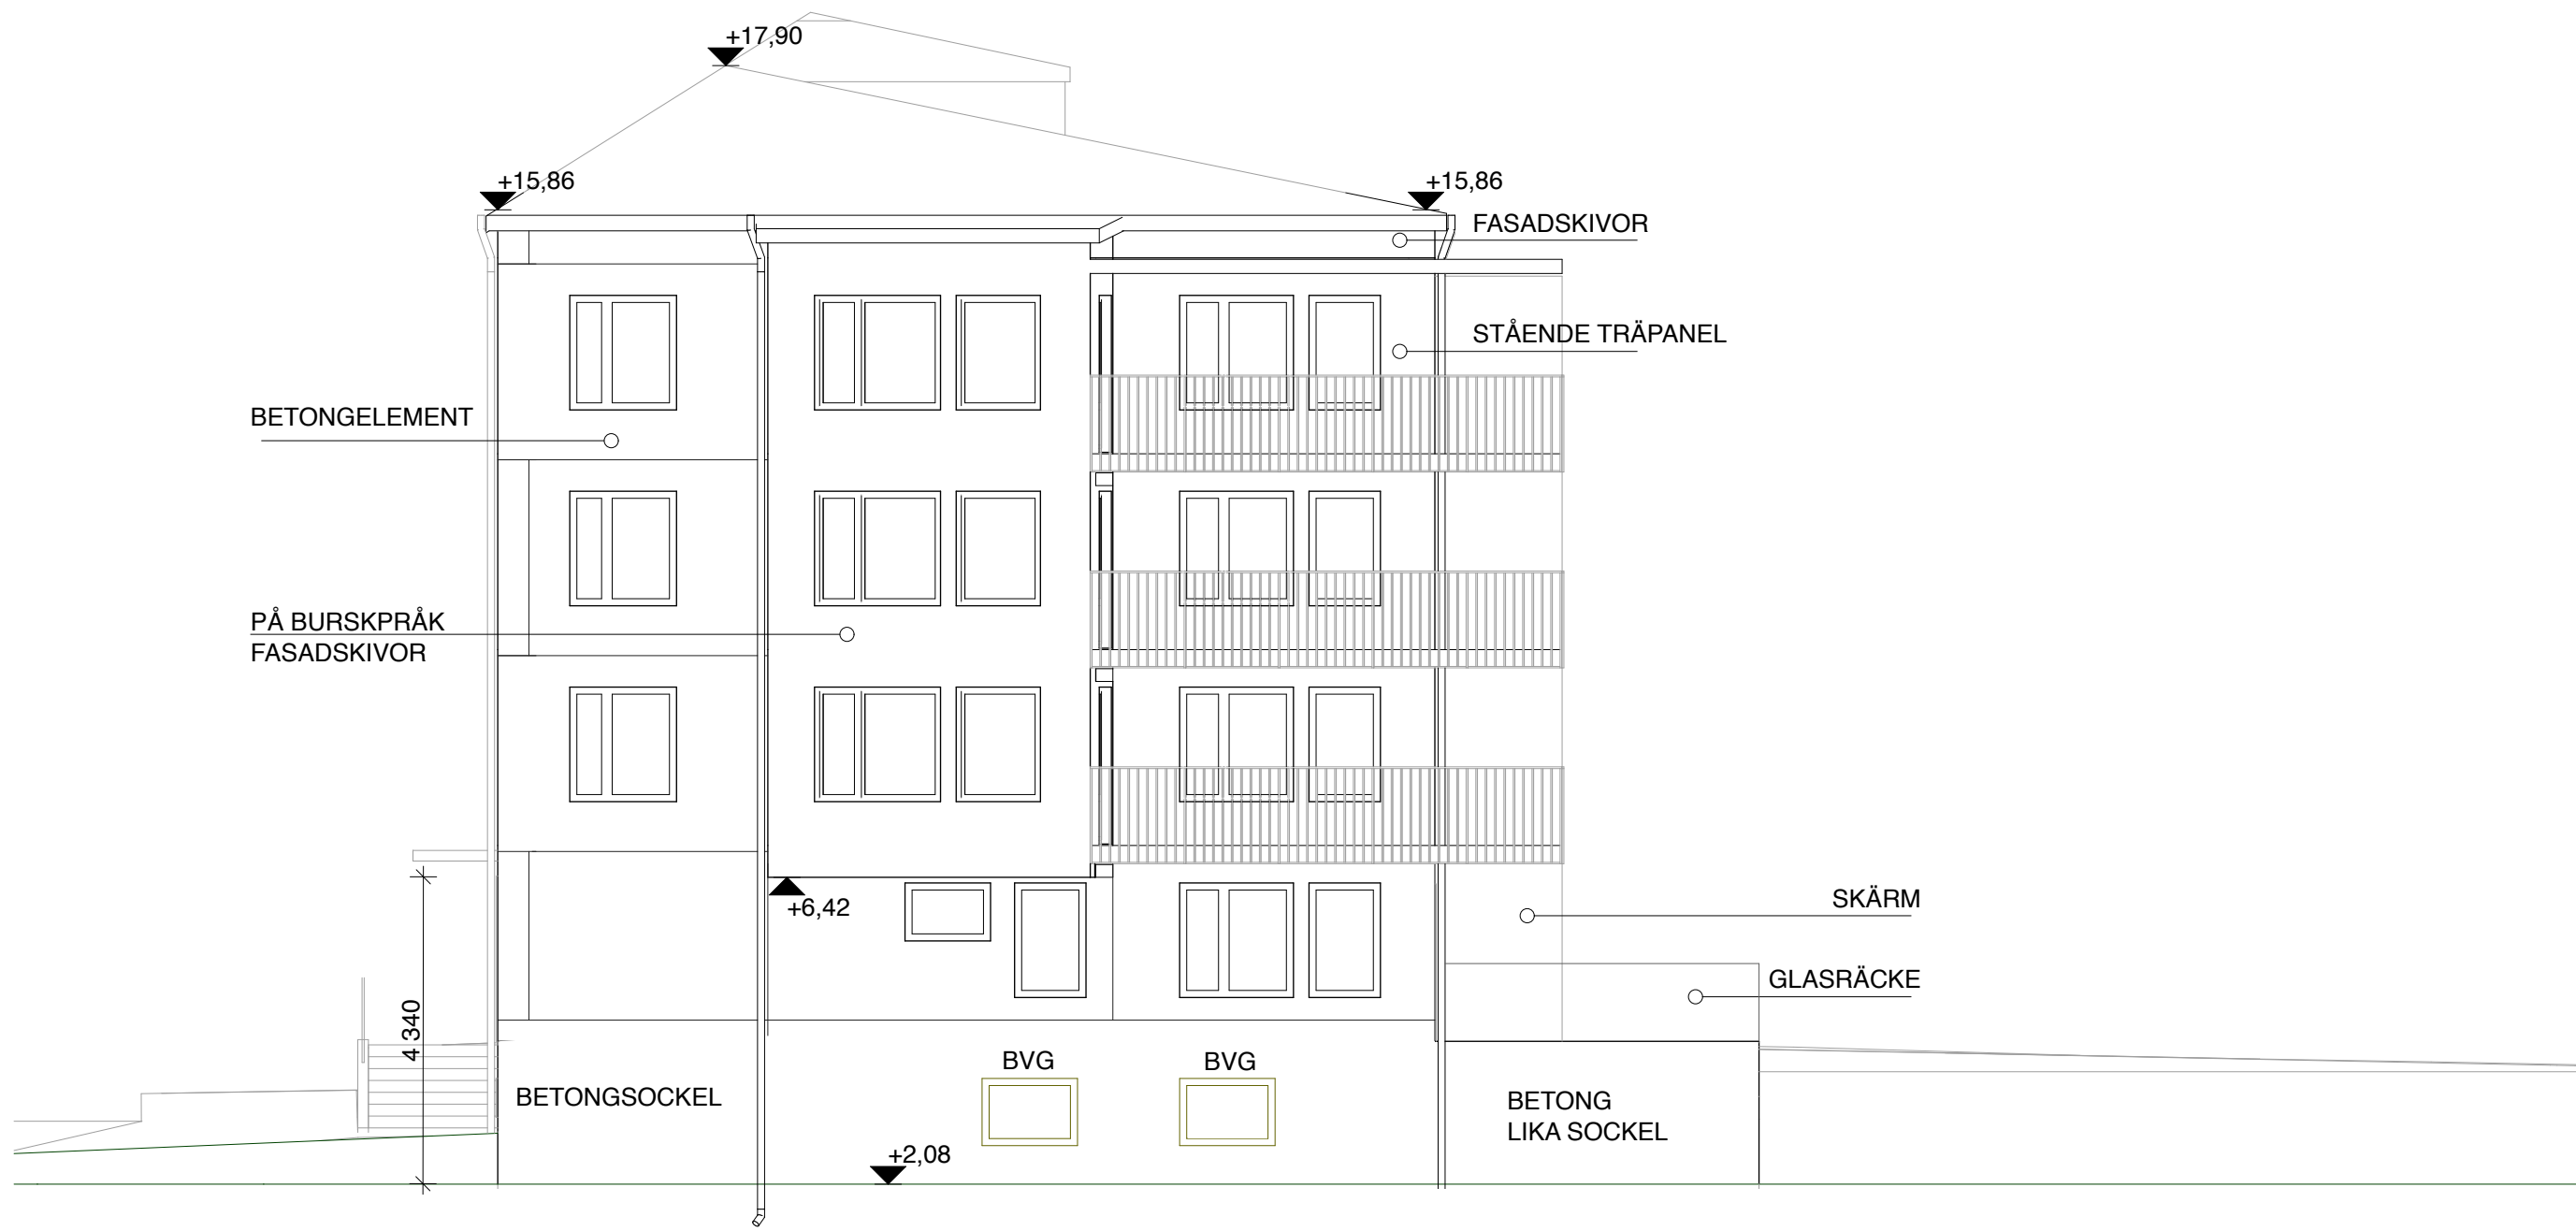 +17,90
+15,86
+15,86
FASADSKIVOR
STÅENDE TRÄPANEL
BETONGELEMENT
PÅ BURSKPRÅK
FASADSKIVOR
+6,42
SKÄRM
GLASRÄCKE
4 340
BVG
BVG
BETONGSOCKEL
BETONG
LIKA SOCKEL
+2,08